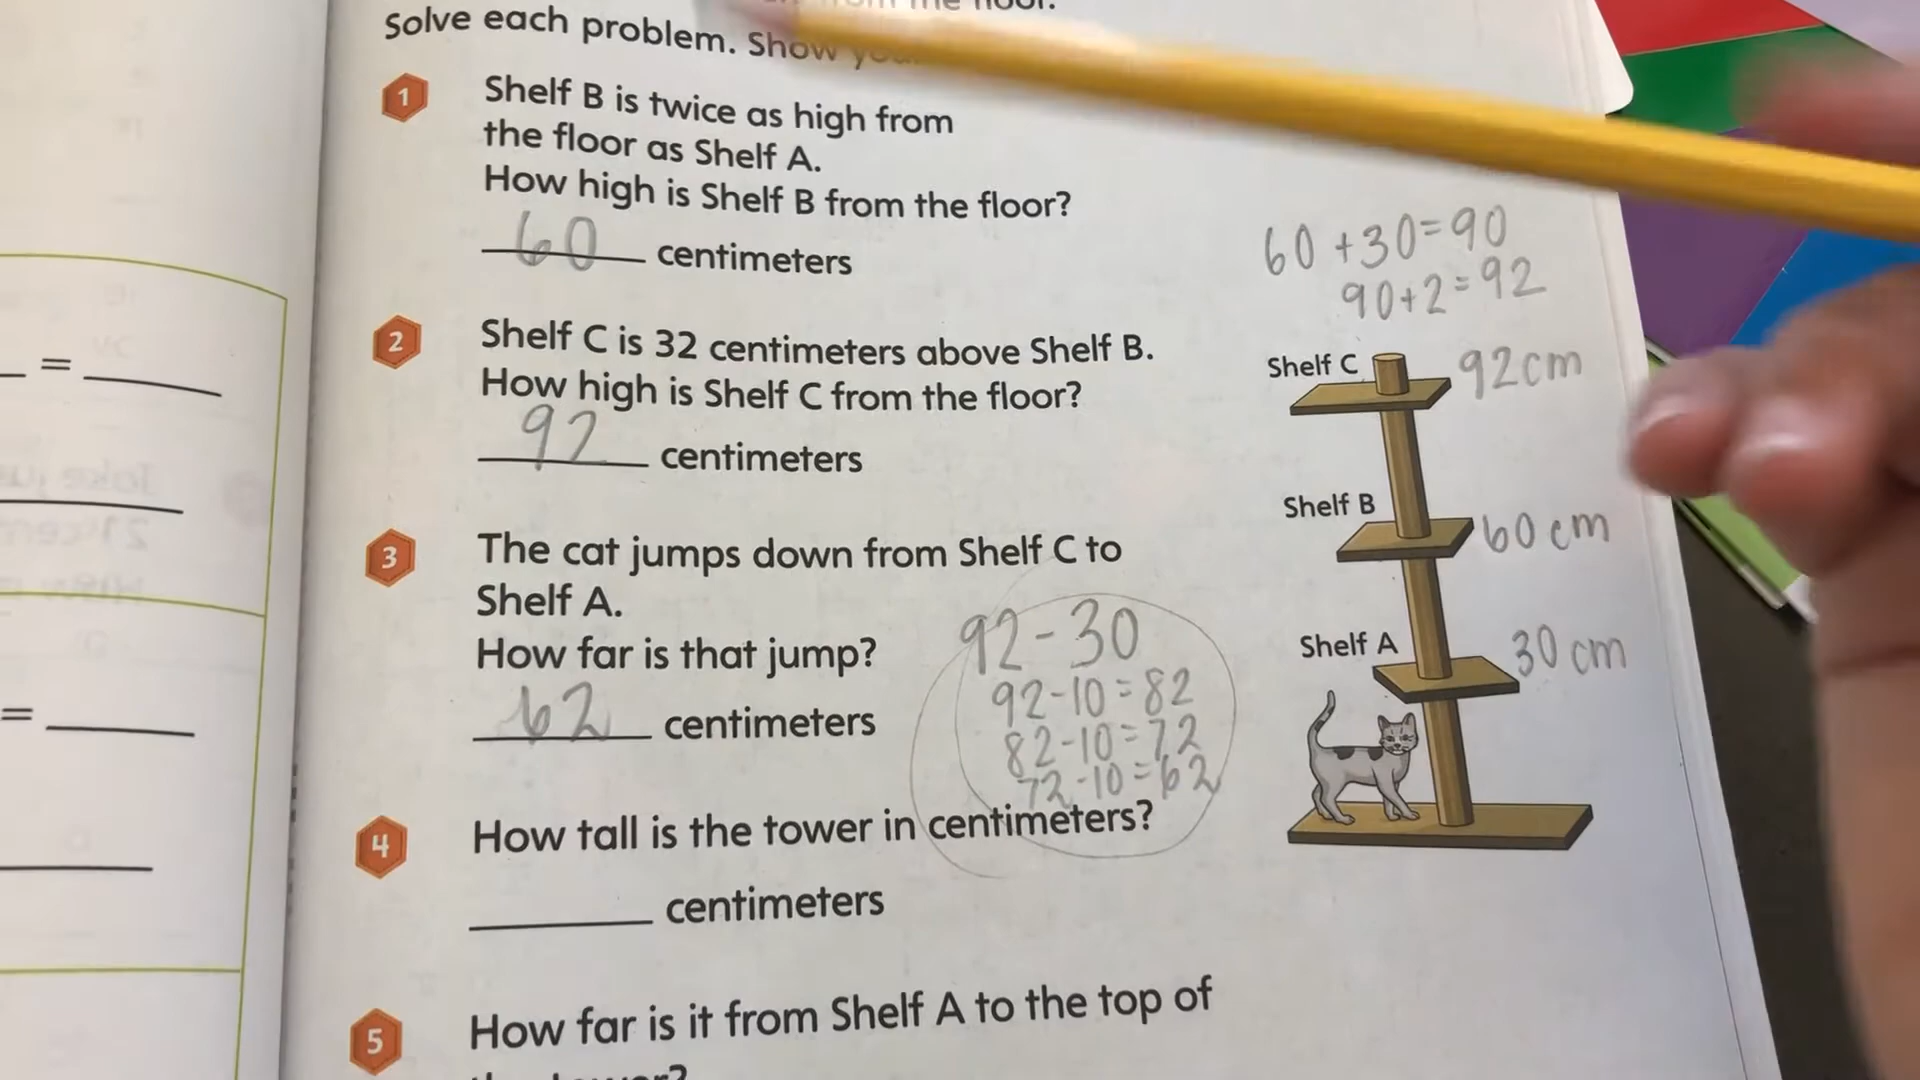 the floor.
Solve each problem. Show
1
Shelf B is twice as high from
the floor as Shelf A.
How high is Shelf B from the floor?
60 centimeters
60+30=90
90+2=92
2
Shelf C is 32 centimeters above Shelf B.
How high is Shelf C from the floor?
92 centimeters
Shelf C 92cm
Shelf B 60 cm
Shelf A 30 cm
3
The cat jumps down from Shelf C to
Shelf A.
How far is that jump?
62 centimeters
92-30
92-10=82
82-10=72
72-10=62
4
How tall is the tower in centimeters?
centimeters
5
How far is it from Shelf A to the top of
the tower?
=
=